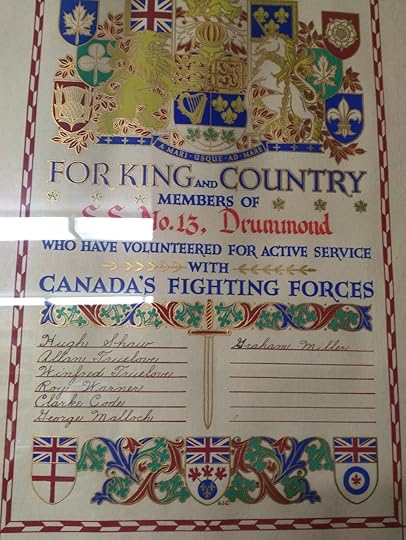 A MARI · USQUE · AD · MARE
FOR KING AND COUNTRY
MEMBERS OF
S.S. No. 13, Drummond
WHO HAVE VOLUNTEERED FOR ACTIVE SERVICE
WITH
CANADA'S FIGHTING FORCES
Hugh Shaw
Allan Truelove
Winfred Truelove
Roy Warner
Clarke Code
George Malloch
Graham Miller